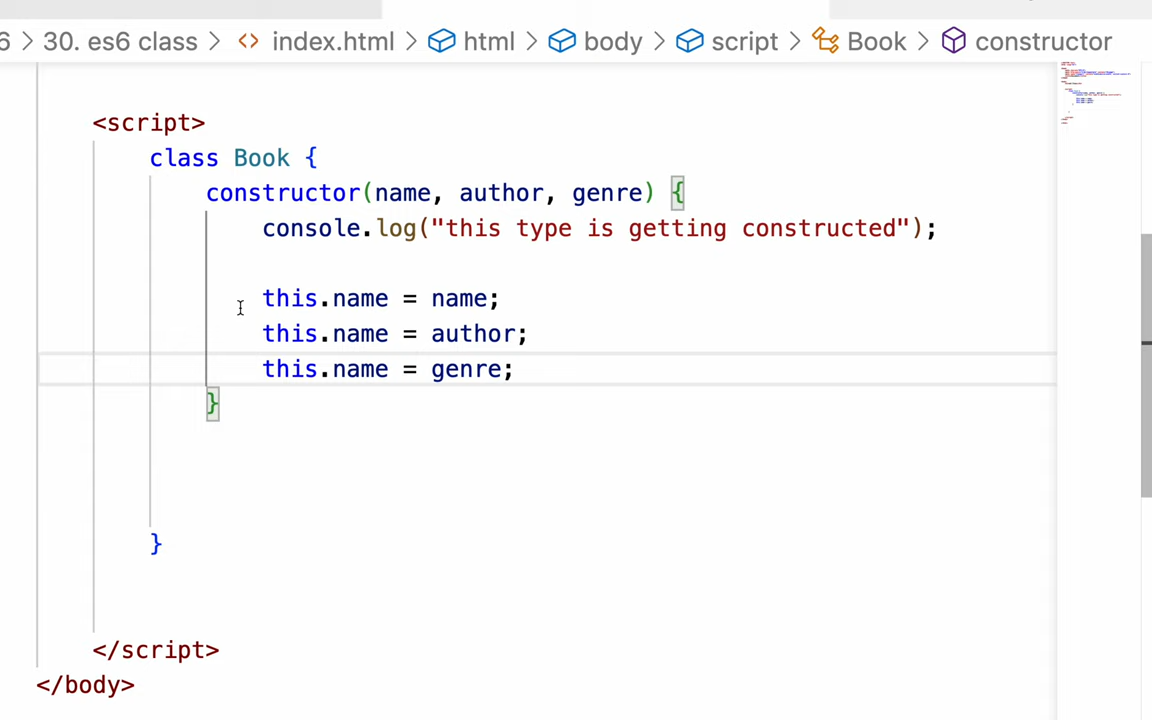 6 > 30. es6 class > <> index.html > html > body > script > Book > constructor
<script>
class Book {
constructor(name, author, genre) {
console.log("this type is getting constructed");
this.name = name;
this.name = author;
this.name = genre;
}
}
</script>
</body>